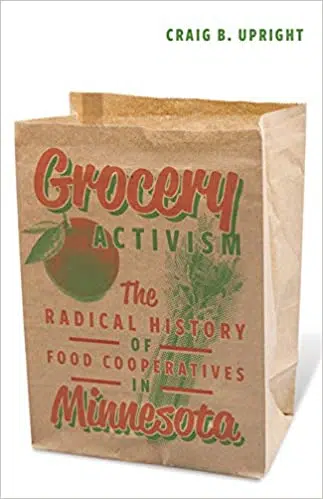 CRAIG B. UPRIGHT
Grocery
ACTIVISM
The
RADICAL HISTORY
OF
FOOD COOPERATIVES
IN
Minnesota